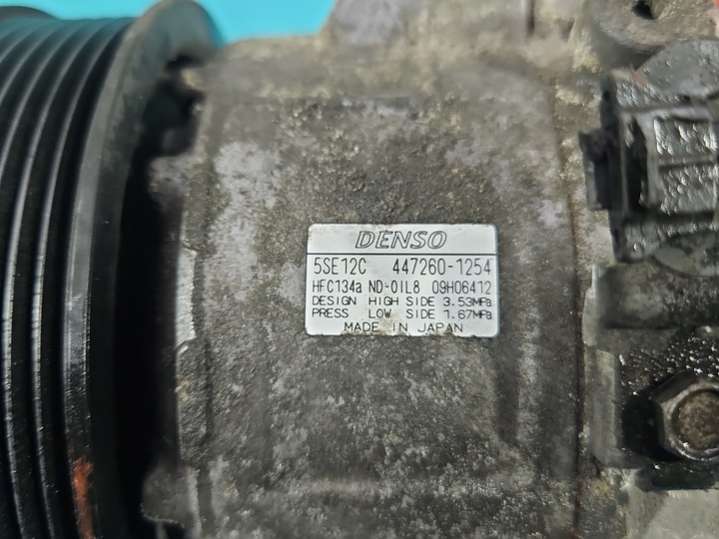 DENSO
5SE12C 447260-1254
HFC134a ND-OIL8 09H06412
DESIGN HIGH SIDE 3.53MPa
PRESS LOW SIDE 1.67MPa
MADE IN JAPAN